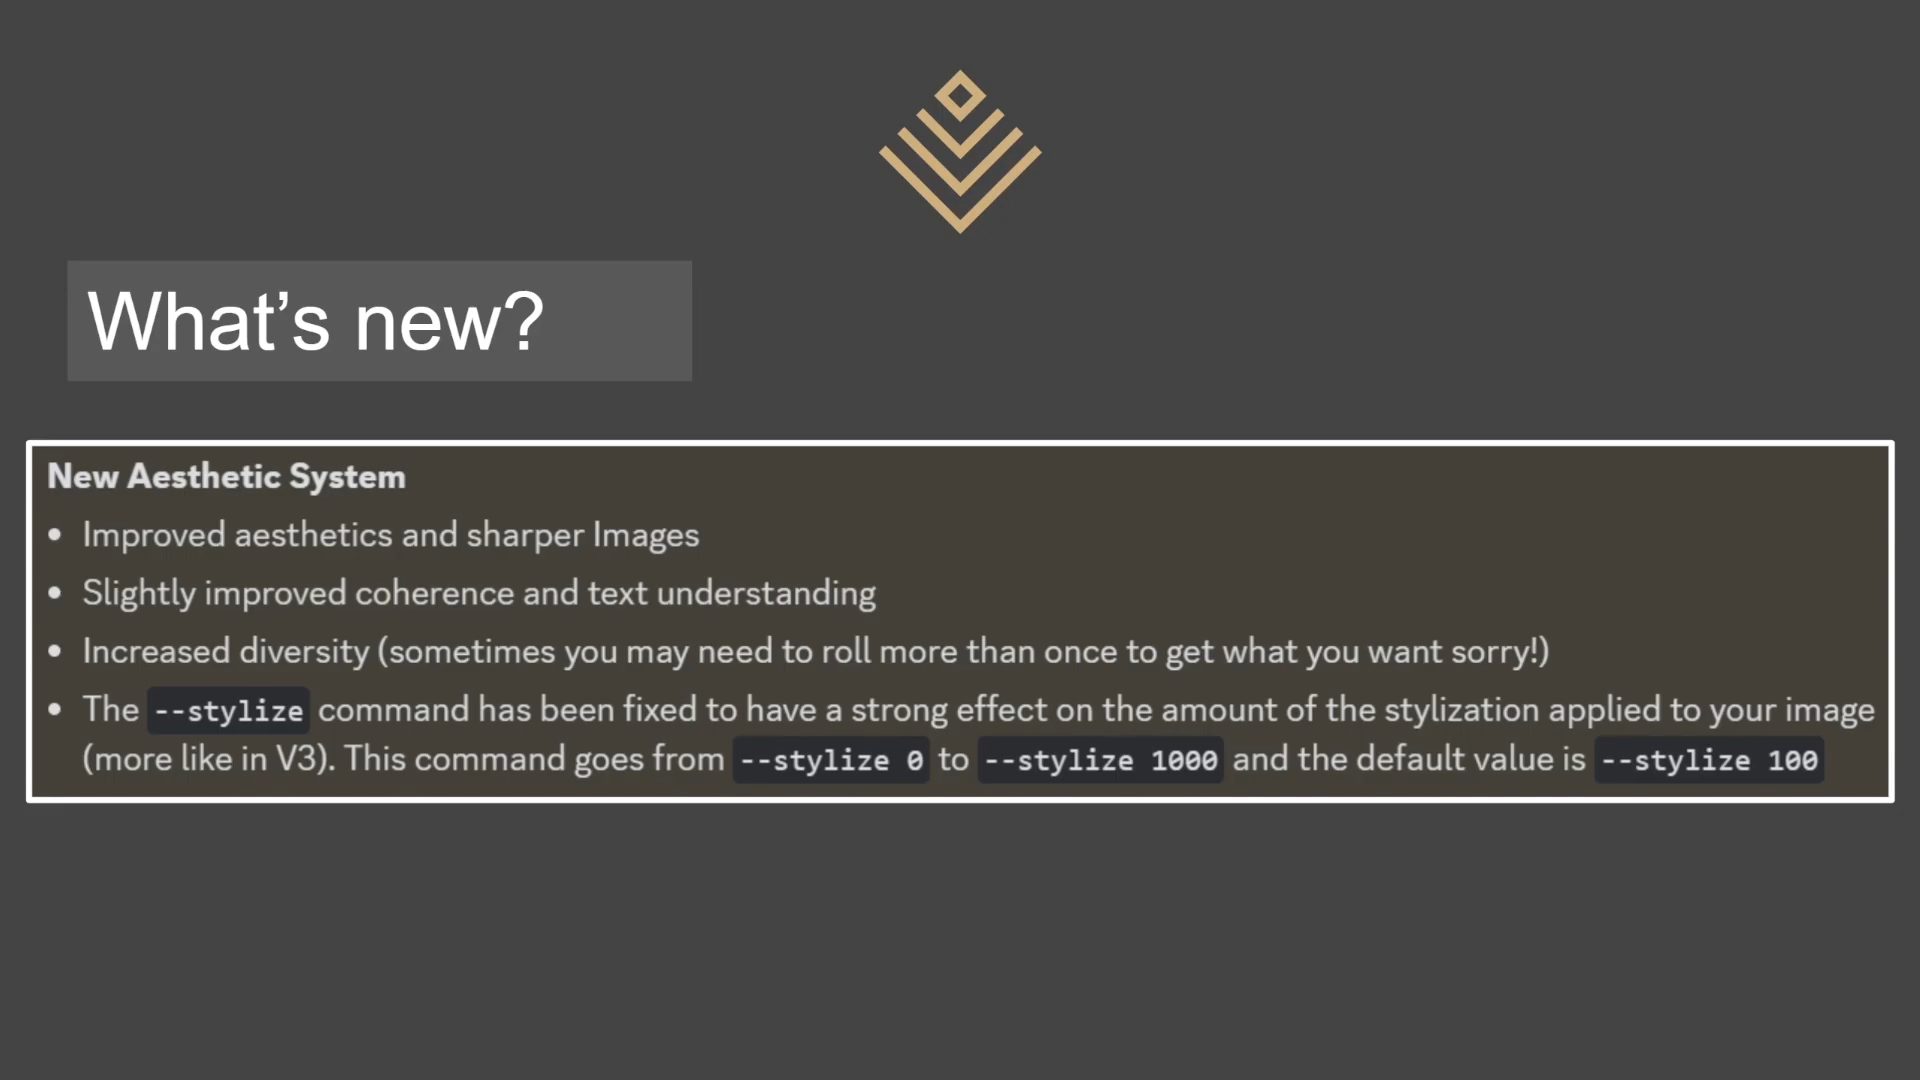 What’s new?
New Aesthetic System
• Improved aesthetics and sharper Images
• Slightly improved coherence and text understanding
• Increased diversity (sometimes you may need to roll more than once to get what you want sorry!)
• The --stylize command has been fixed to have a strong effect on the amount of the stylization applied to your image
(more like in V3). This command goes from --stylize 0 to --stylize 1000 and the default value is --stylize 100